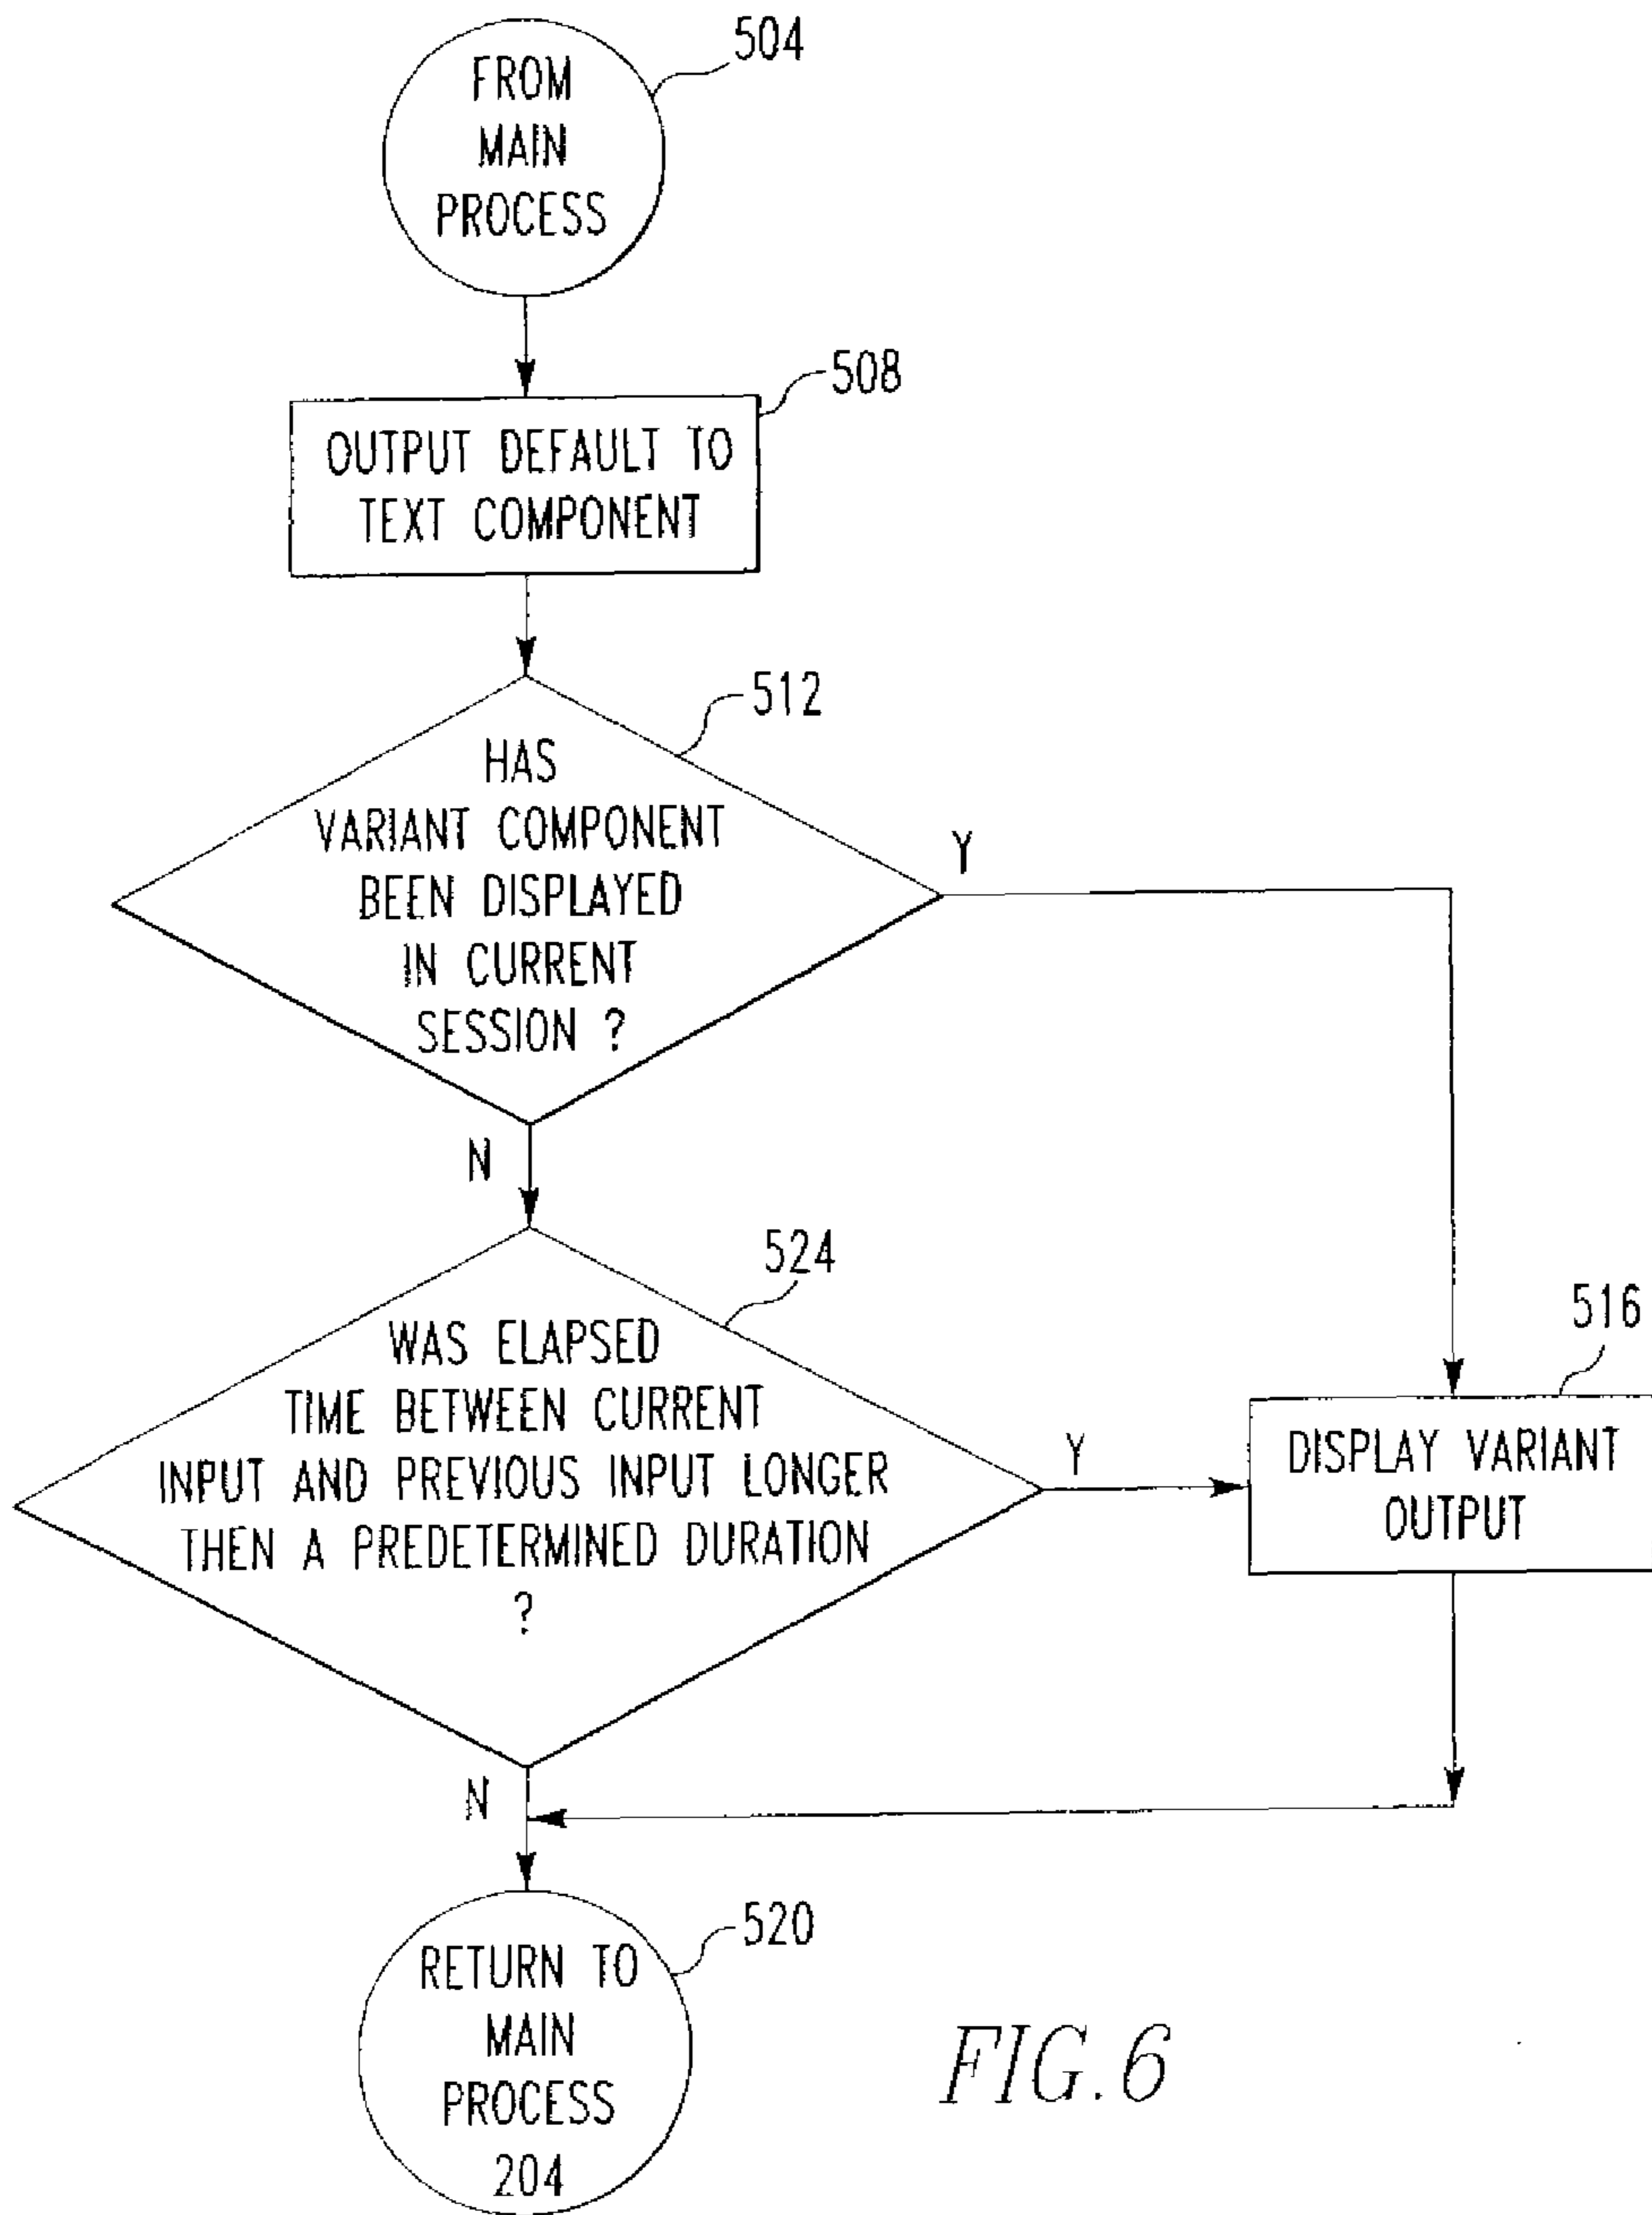 504
FROM
MAIN
PROCESS
508
OUTPUT DEFAULT TO
TEXT COMPONENT
512
HAS
VARIANT COMPONENT
BEEN DISPLAYED
IN CURRENT
SESSION ?
Y
N
524
WAS ELAPSED
TIME BETWEEN CURRENT
INPUT AND PREVIOUS INPUT LONGER
THEN A PREDETERMINED DURATION
?
Y
516
DISPLAY VARIANT
OUTPUT
N
520
RETURN TO
MAIN
PROCESS
204
FIG.6